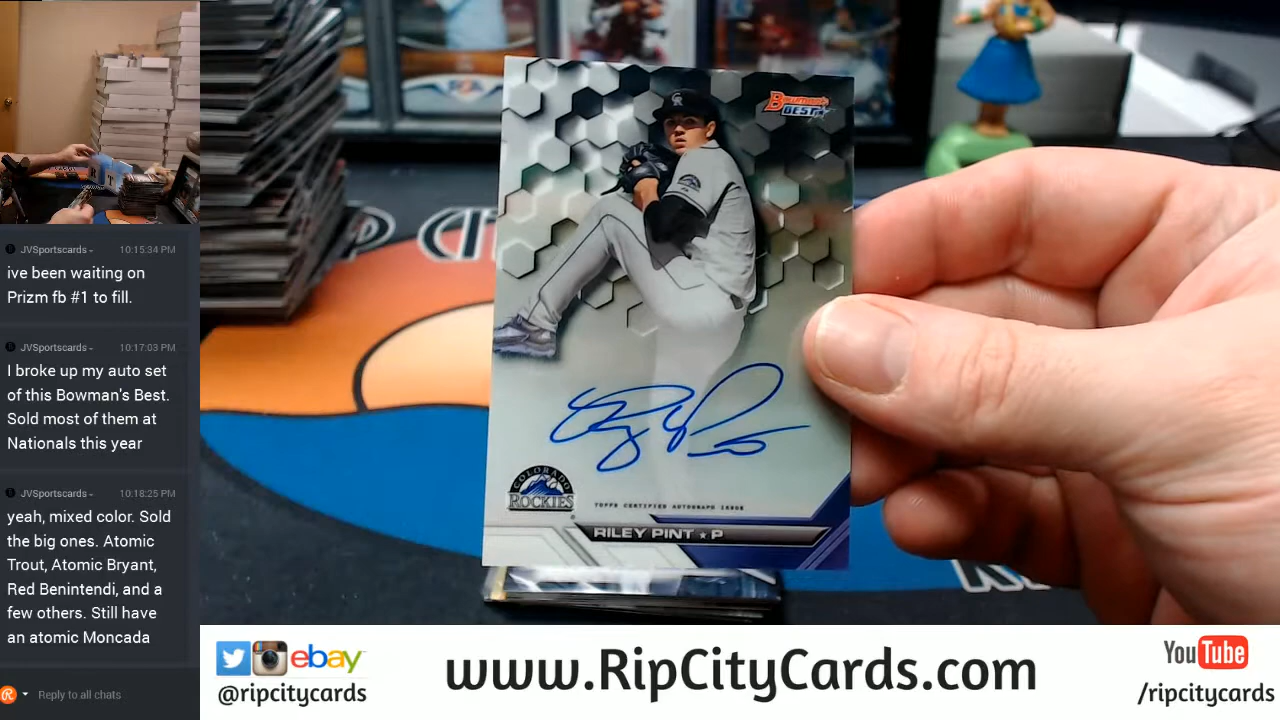 JVSportscards 10:15:34 PM
ive been waiting on
Prizm fb #1 to fill.
JVSportscards 10:17:03 PM
I broke up my auto set
of this Bowman's Best.
Sold most of them at
Nationals this year
JVSportscards 10:18:25 PM
yeah, mixed color. Sold
the big ones. Atomic
Trout, Atomic Bryant,
Red Benintendi, and a
few others. Still have
an atomic Moncada
Reply to all chats
BOWMAN'S
BEST
CR
COLORADO
ROCKIES
TOPPS CERTIFIED AUTOGRAPH ISSUE
RILEY PINT ★ P
ebay
@ripcitycards
www.RipCityCards.com
YouTube
/ripcitycards